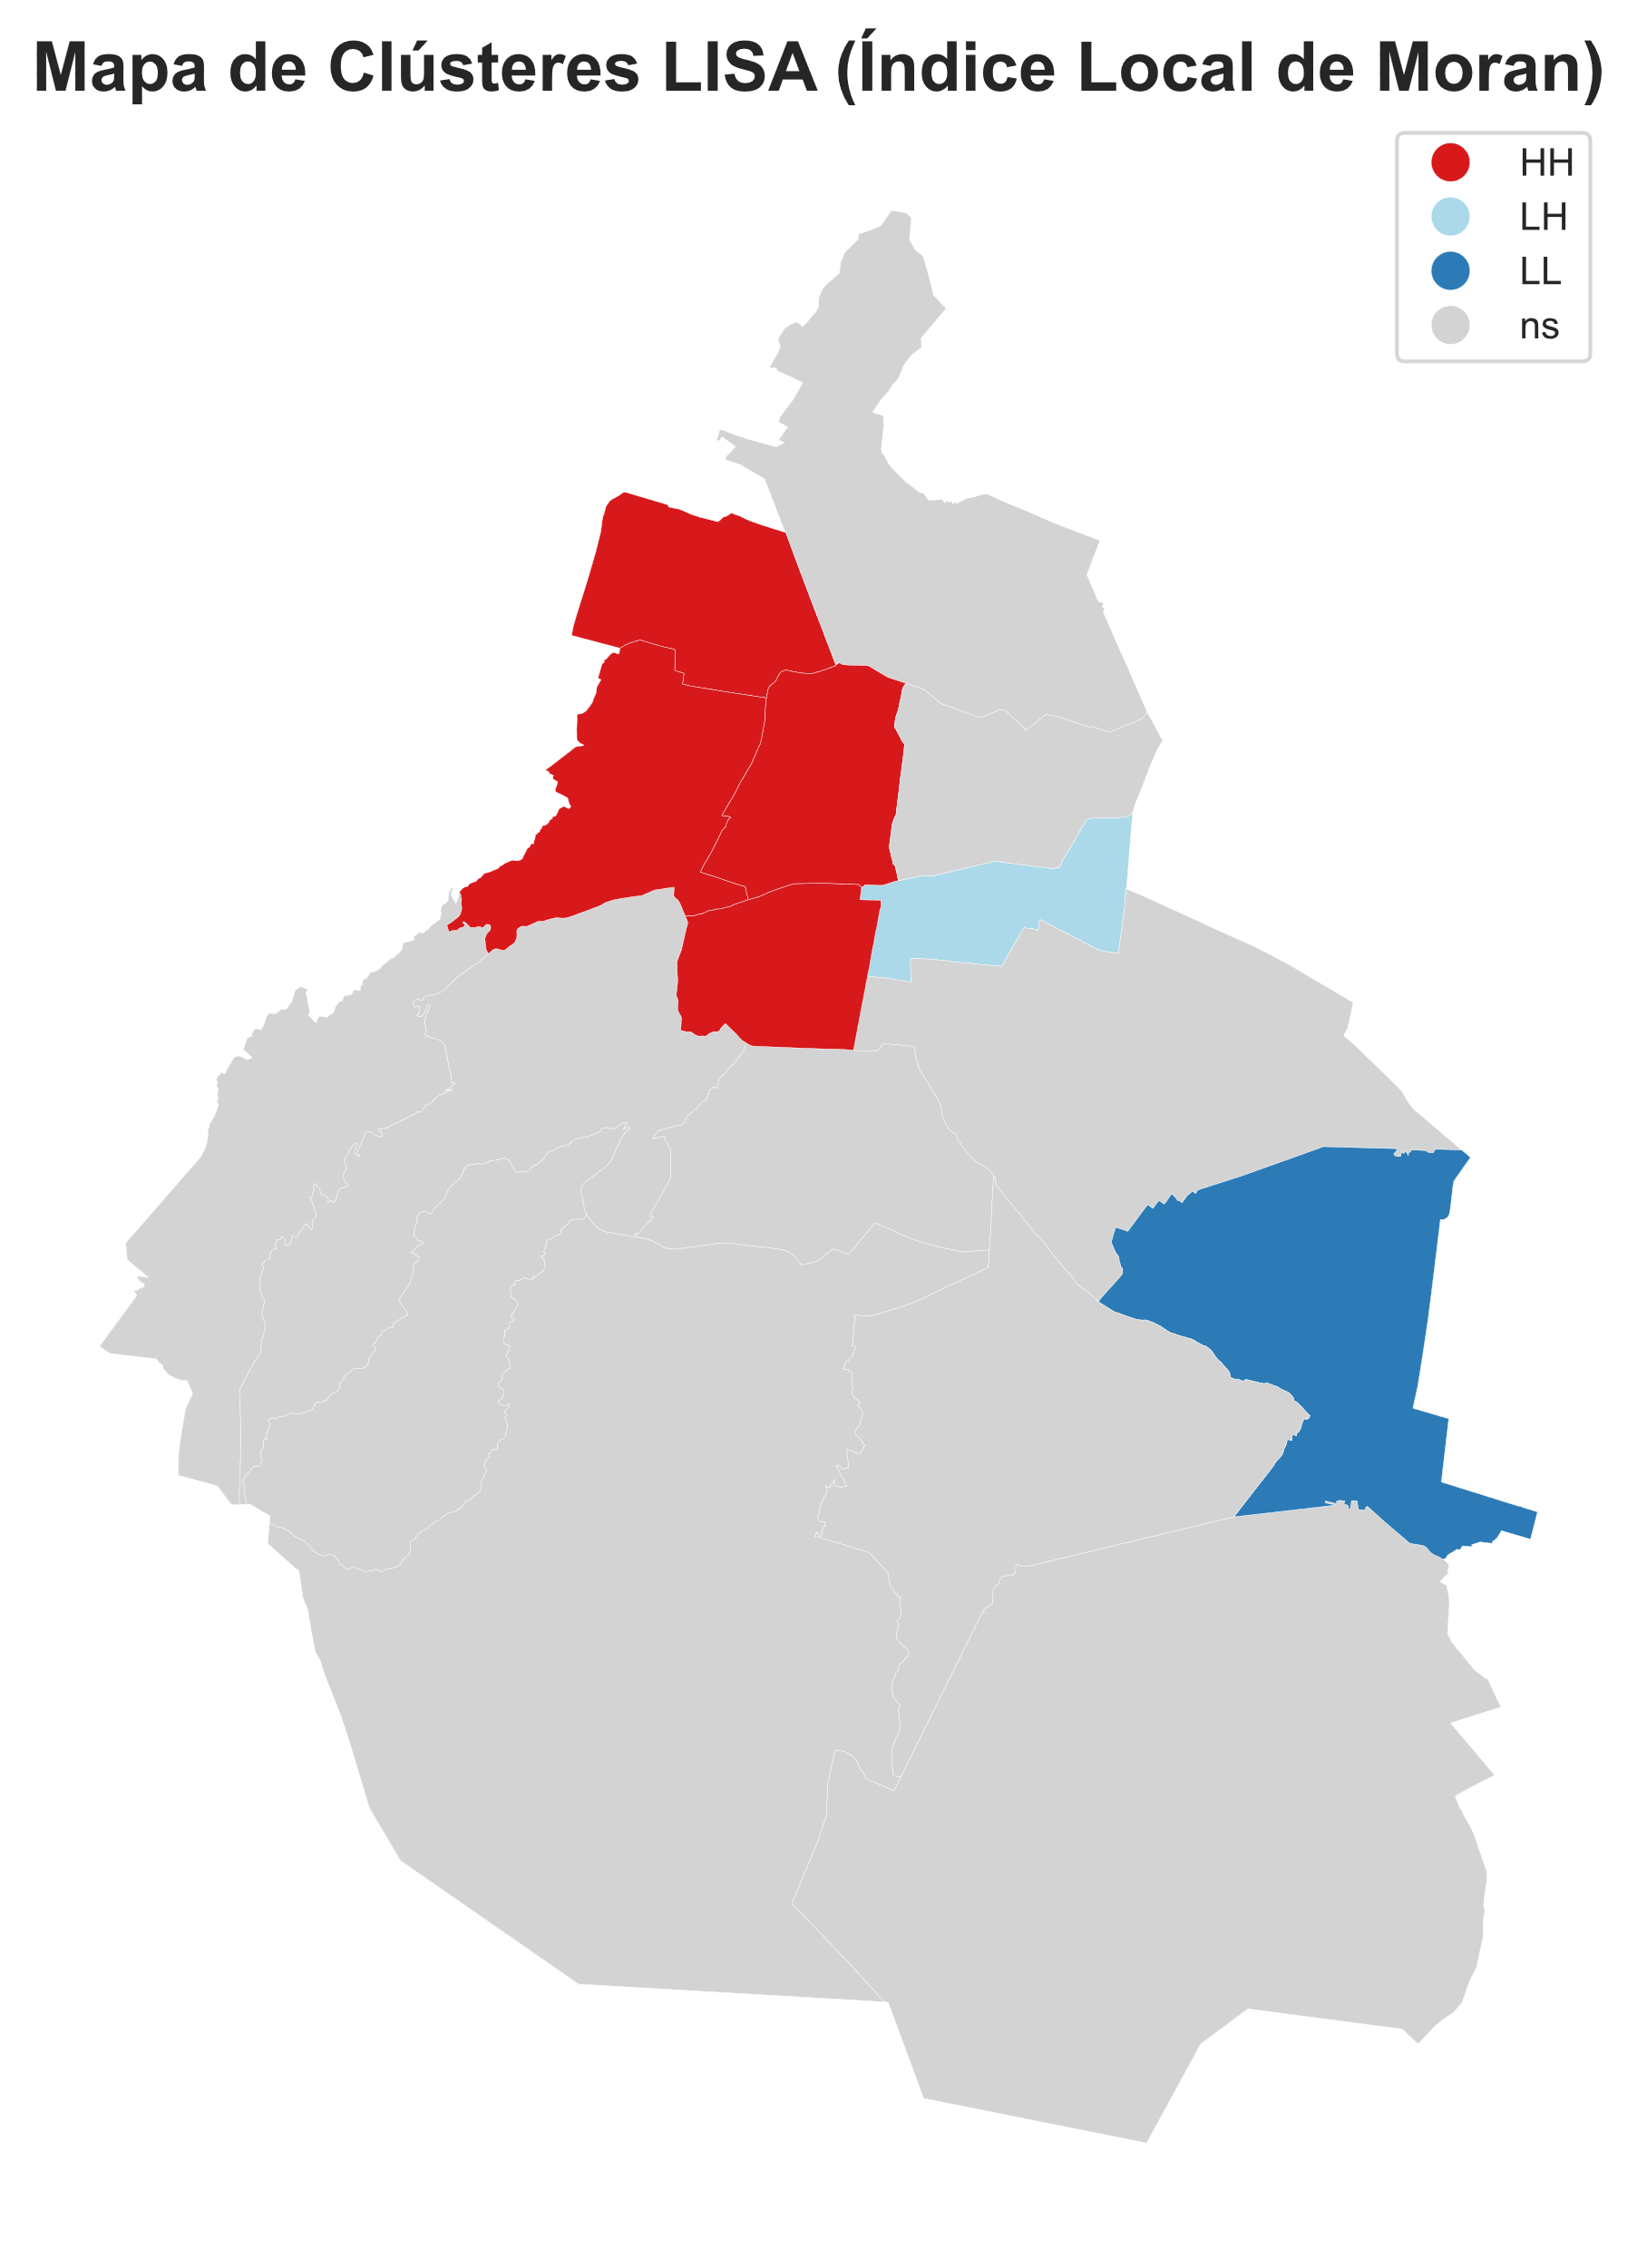 Mapa de Clústeres LISA (Índice Local de Moran)
HH
LH
LL
ns